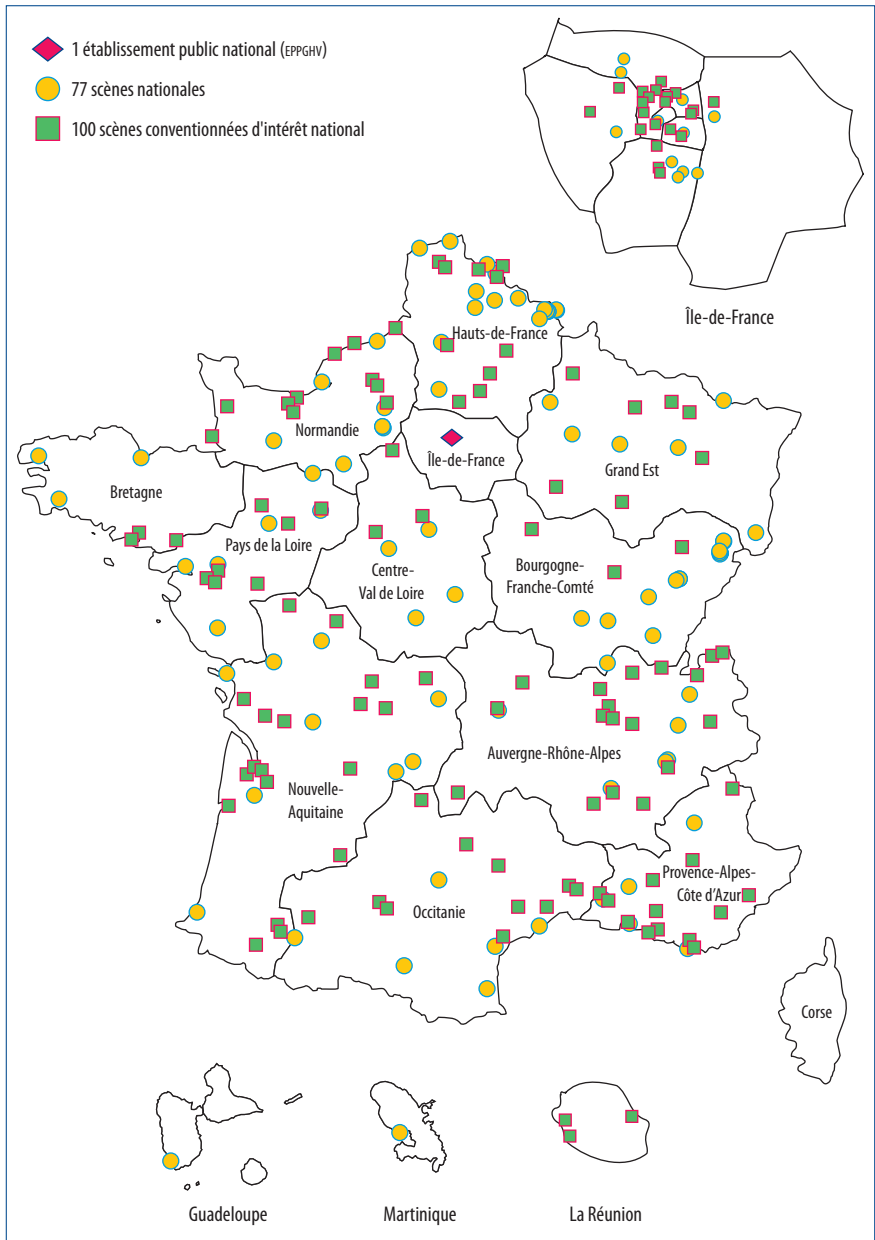 1 établissement public national (EPPGHV)
77 scènes nationales
100 scènes conventionnées d'intérêt national
Île-de-France
Hauts-de-France
Normandie
Île-de-France
Grand Est
Bretagne
Pays de la Loire
Centre-
Val de Loire
Bourgogne-
Franche-Comté
Auvergne-Rhône-Alpes
Nouvelle-
Aquitaine
Provence-Alpes-
Côte d'Azur
Occitanie
Corse
Guadeloupe
Martinique
La Réunion